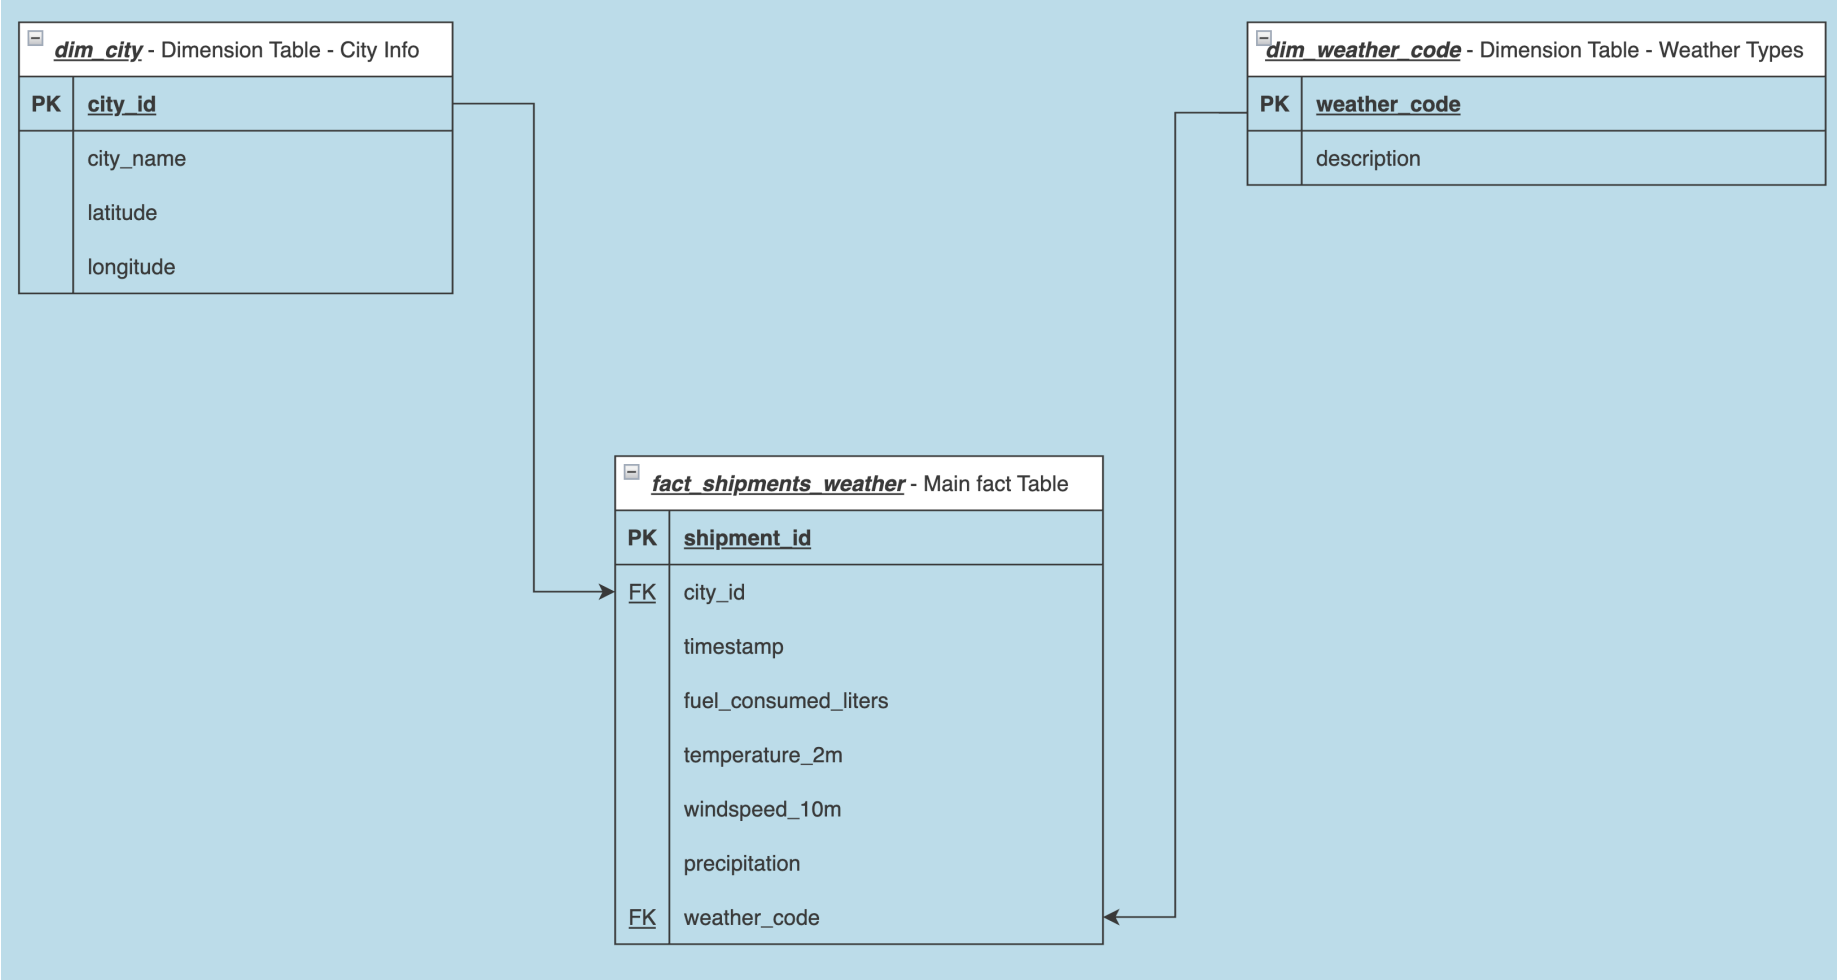 dim_city - Dimension Table - City Info
PK city_id
city_name
latitude
longitude
dim_weather_code - Dimension Table - Weather Types
PK weather_code
description
fact_shipments_weather - Main fact Table
PK shipment_id
FK city_id
timestamp
fuel_consumed_liters
temperature_2m
windspeed_10m
precipitation
FK weather_code